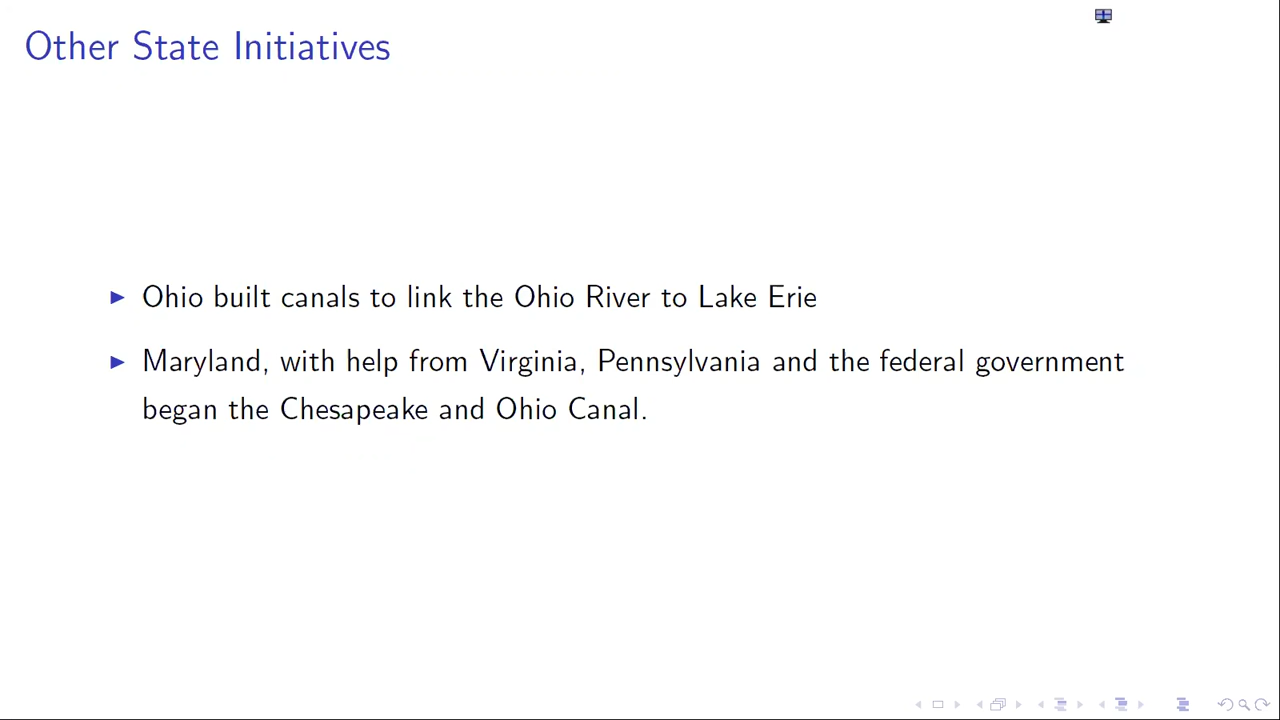 Other State Initiatives
Ohio built canals to link the Ohio River to Lake Erie
Maryland, with help from Virginia, Pennsylvania and the federal government
began the Chesapeake and Ohio Canal.